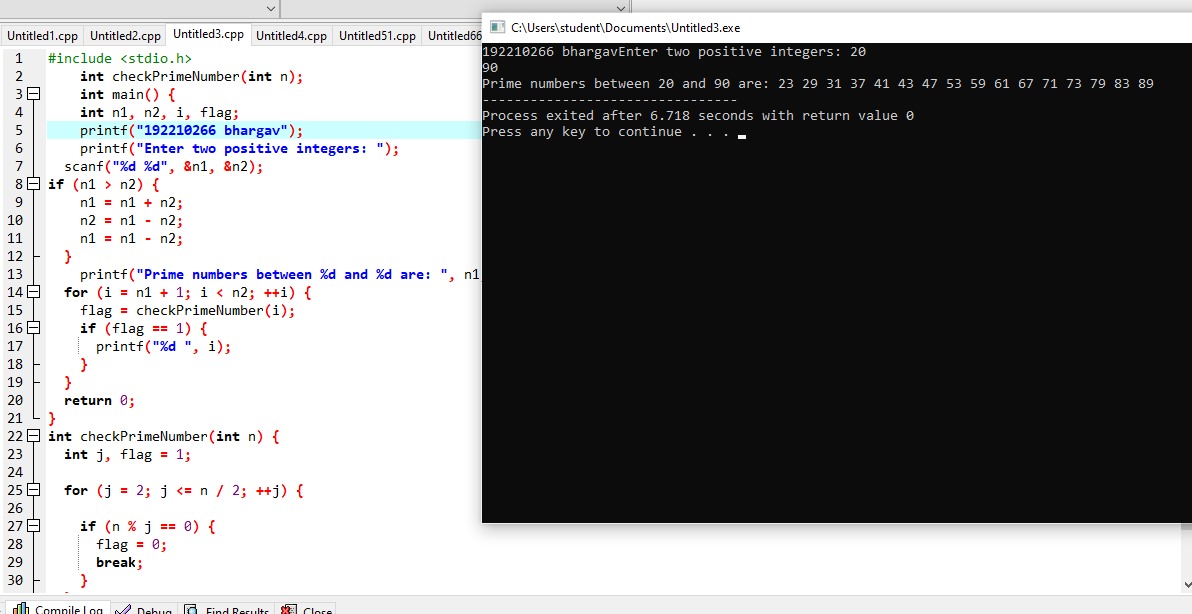 Untitled1.cpp Untitled2.cpp Untitled3.cpp Untitled4.cpp Untitled51.cpp Untitled66
1 #include <stdio.h>
2     int checkPrimeNumber(int n);
3     int main() {
4     int n1, n2, i, flag;
5     printf("192210266 bhargav");
6     printf("Enter two positive integers: ");
7   scanf("%d %d", &n1, &n2);
8 if (n1 > n2) {
9     n1 = n1 + n2;
10     n2 = n1 - n2;
11     n1 = n1 - n2;
12   }
13     printf("Prime numbers between %d and %d are: ", n1
14   for (i = n1 + 1; i < n2; ++i) {
15     flag = checkPrimeNumber(i);
16     if (flag == 1) {
17       printf("%d ", i);
18     }
19   }
20   return 0;
21 }
22 int checkPrimeNumber(int n) {
23   int j, flag = 1;
24
25   for (j = 2; j <= n / 2; ++j) {
26
27     if (n % j == 0) {
28       flag = 0;
29       break;
30     }
Compile Log Debug Find Results Close
C:\Users\student\Documents\Untitled3.exe
192210266 bhargavEnter two positive integers: 20
90
Prime numbers between 20 and 90 are: 23 29 31 37 41 43 47 53 59 61 67 71 73 79 83 89
--------------------------------
Process exited after 6.718 seconds with return value 0
Press any key to continue . . .